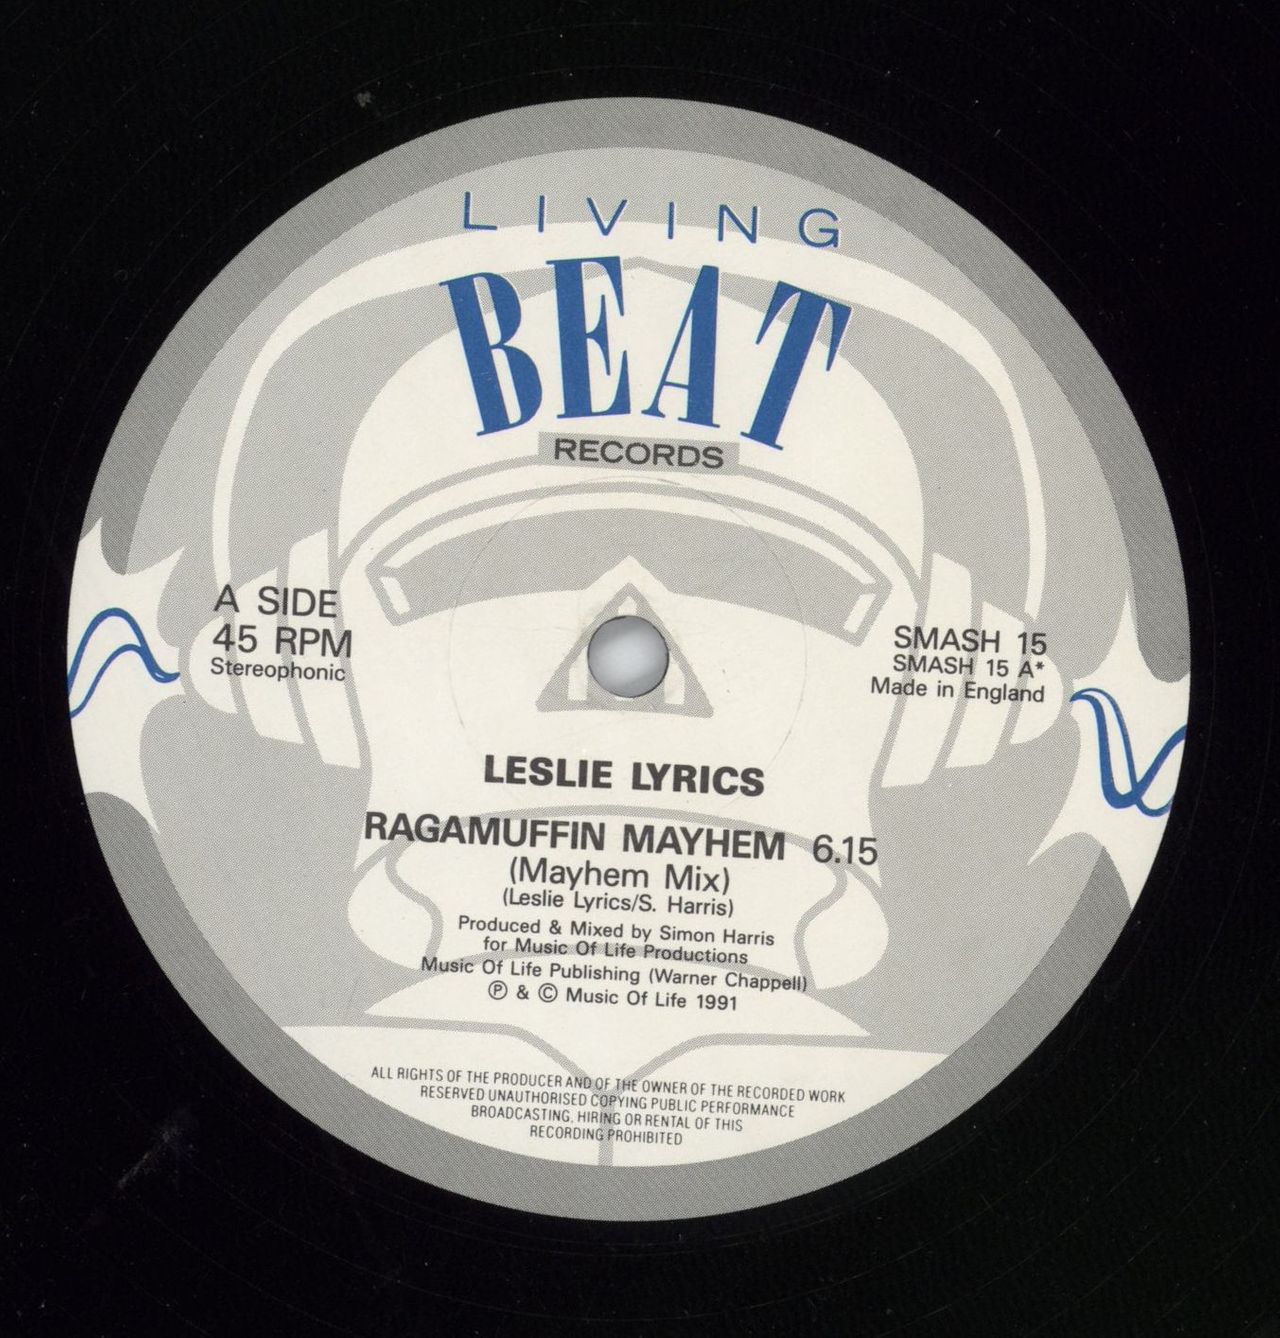 LIVING
BEAT
RECORDS
A SIDE
45 RPM
Stereophonic
SMASH 15
SMASH 15 A*
Made in England
LESLIE LYRICS
RAGAMUFFIN MAYHEM 6.15
(Mayhem Mix)
(Leslie Lyrics/S. Harris)
Produced & Mixed by Simon Harris
for Music Of Life Productions
Music Of Life Publishing (Warner Chappell)
℗ & © Music Of Life 1991
ALL RIGHTS OF THE PRODUCER AND OF THE OWNER OF THE RECORDED WORK
RESERVED UNAUTHORISED COPYING PUBLIC PERFORMANCE
BROADCASTING, HIRING OR RENTAL OF THIS
RECORDING PROHIBITED